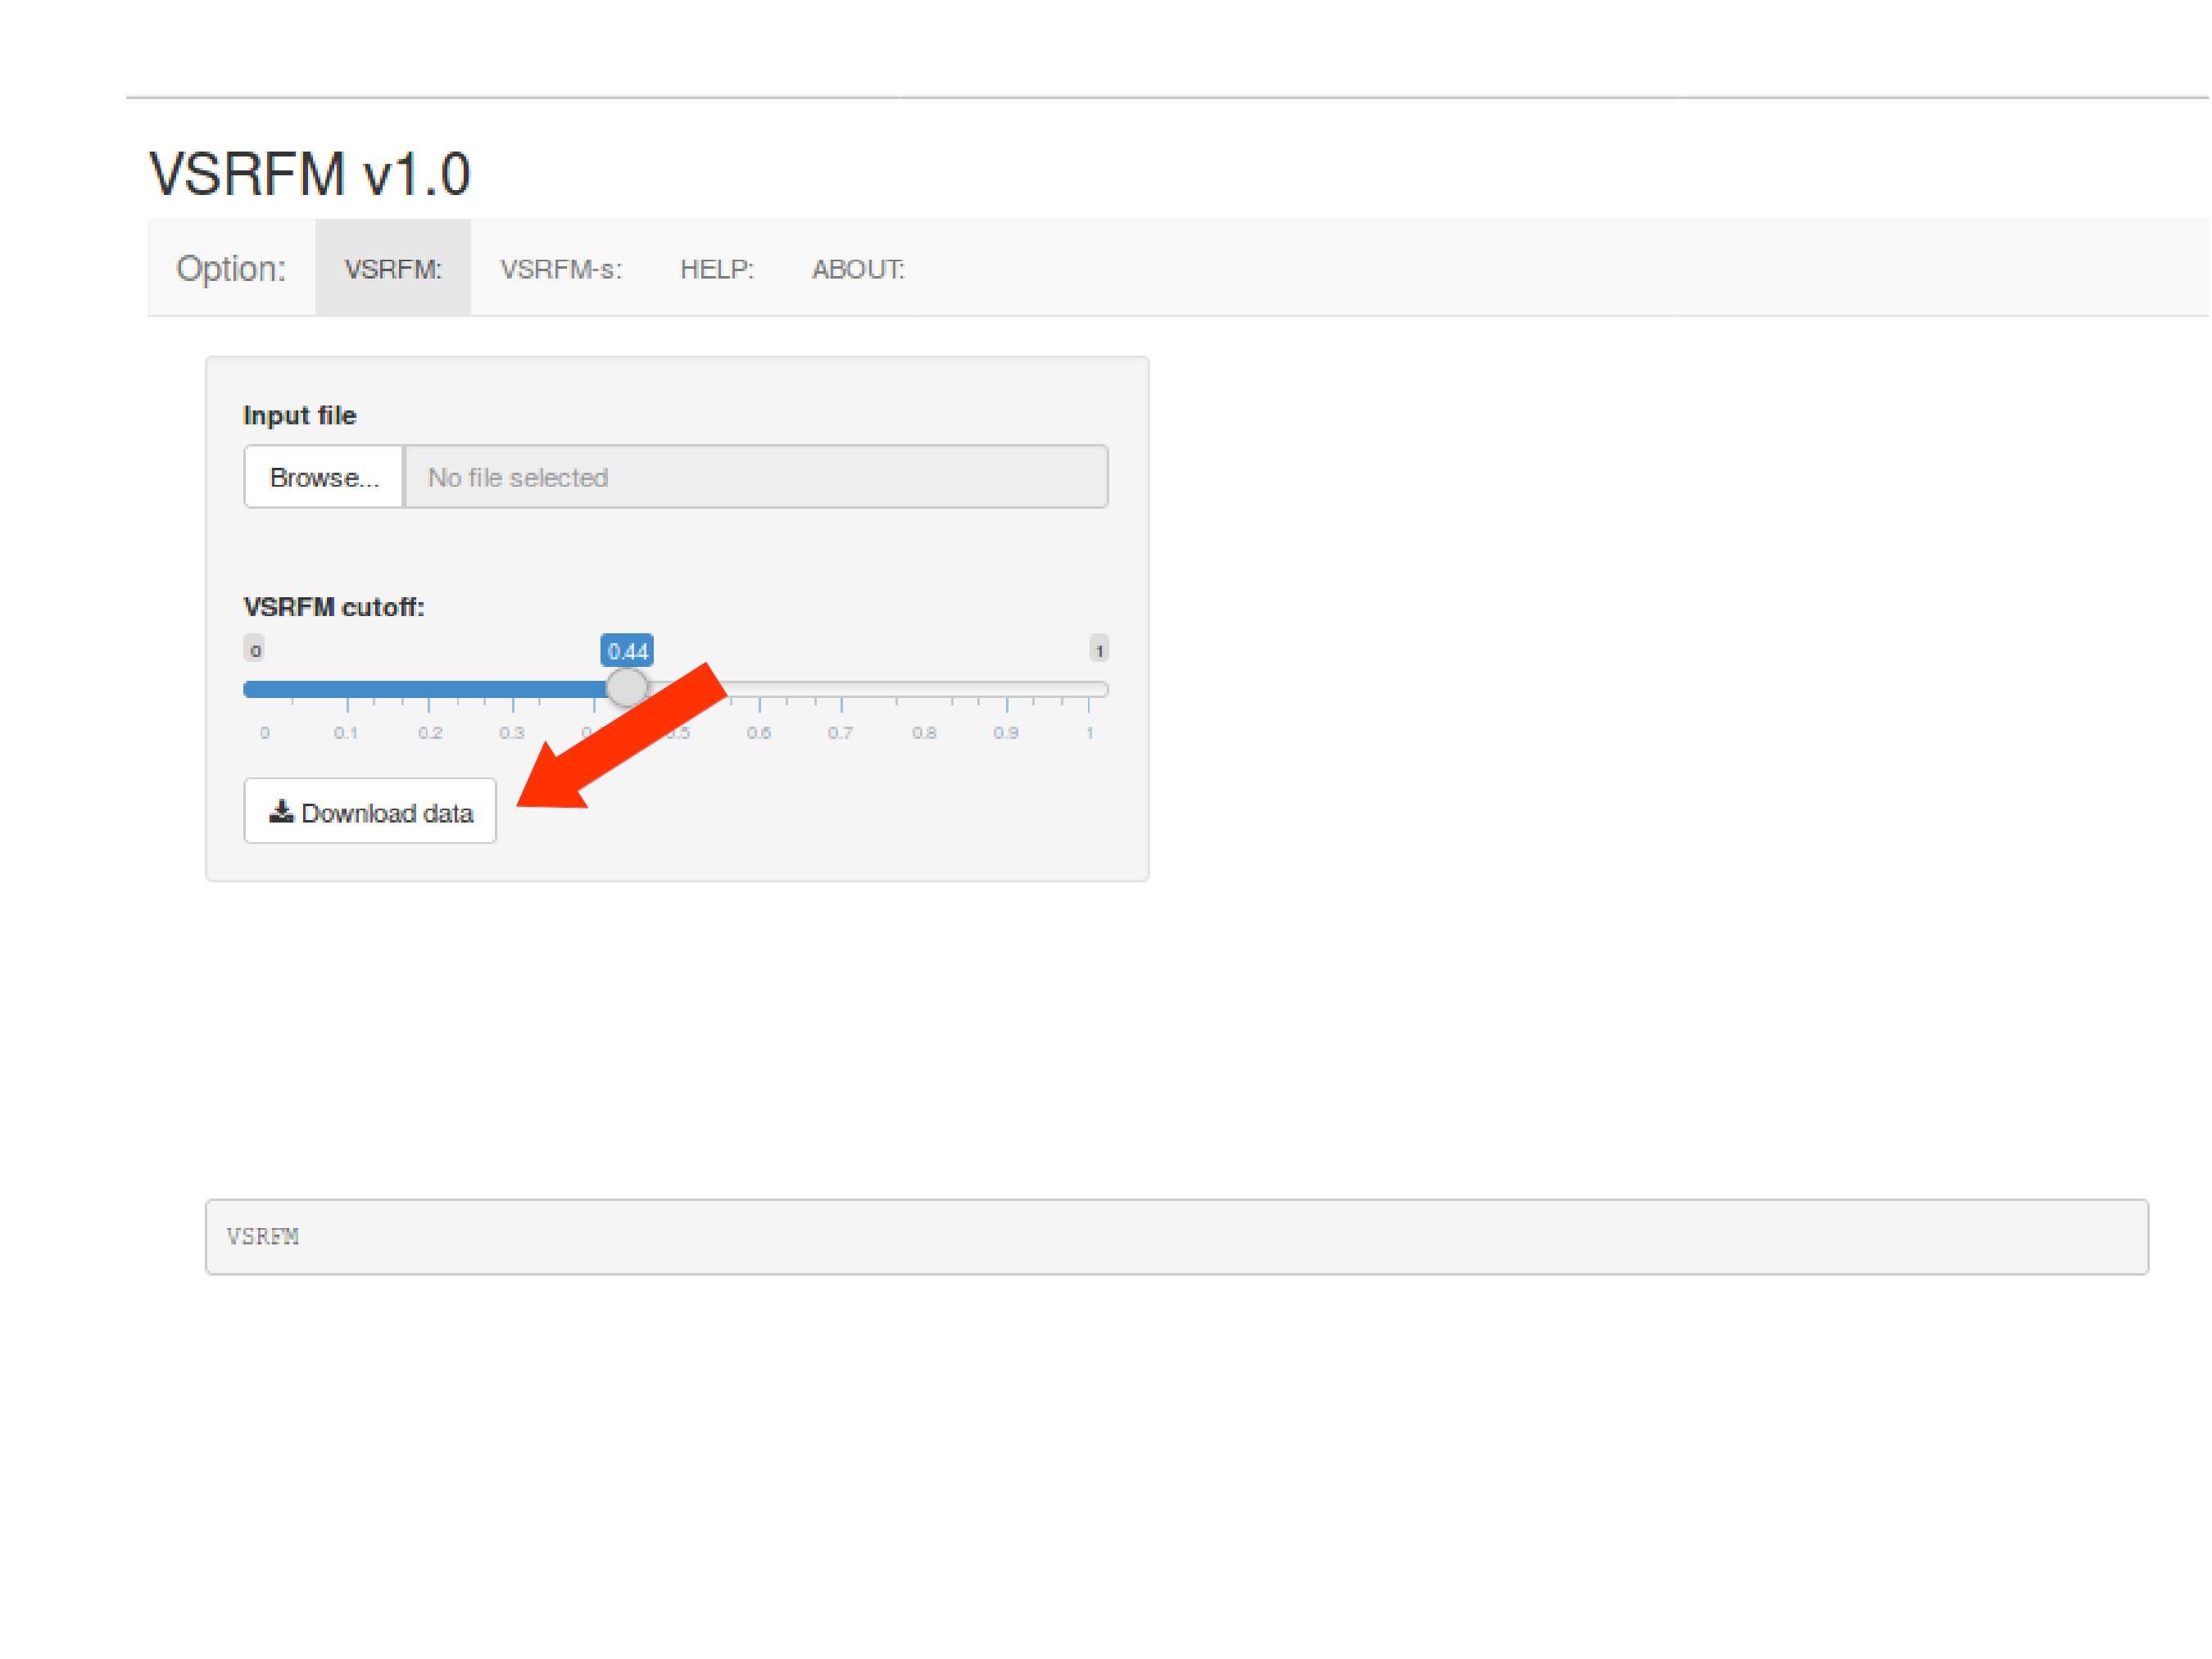 VSRFM v1.0
Option: VSRFM: VSRFM-s: HELP: ABOUT:
Input file
Browse... No file selected
VSRFM cutoff:
0 0.44 1
0 0.1 0.2 0.3 0.6 0.7 0.8 0.9 1
Download data
VSRFM